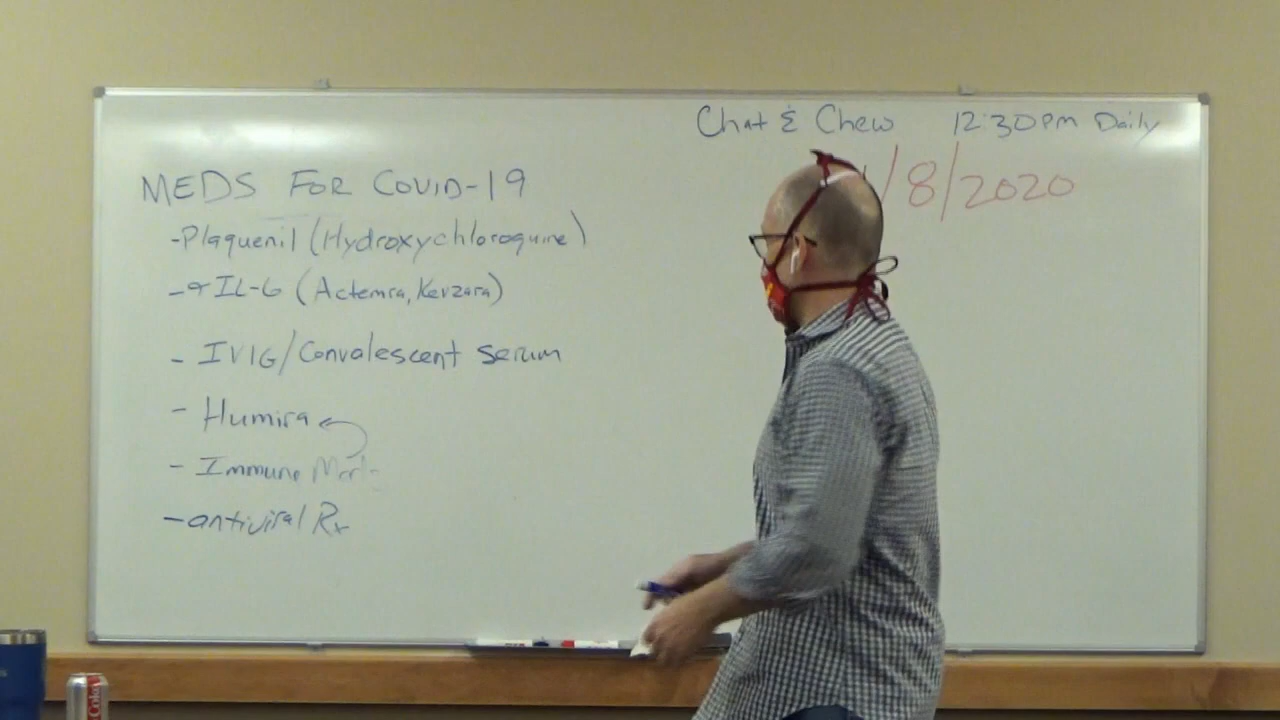 Chat & Chew 12:30pm Daily
/8/2020
MEDS FOR COVID-19
-Plaquenil (Hydroxychloroquine)
- IL-6 (Actemra, Kevzara)
- IVIG/Convalescent serum
- Humira
- Immune
-antiviral Rx
Coke